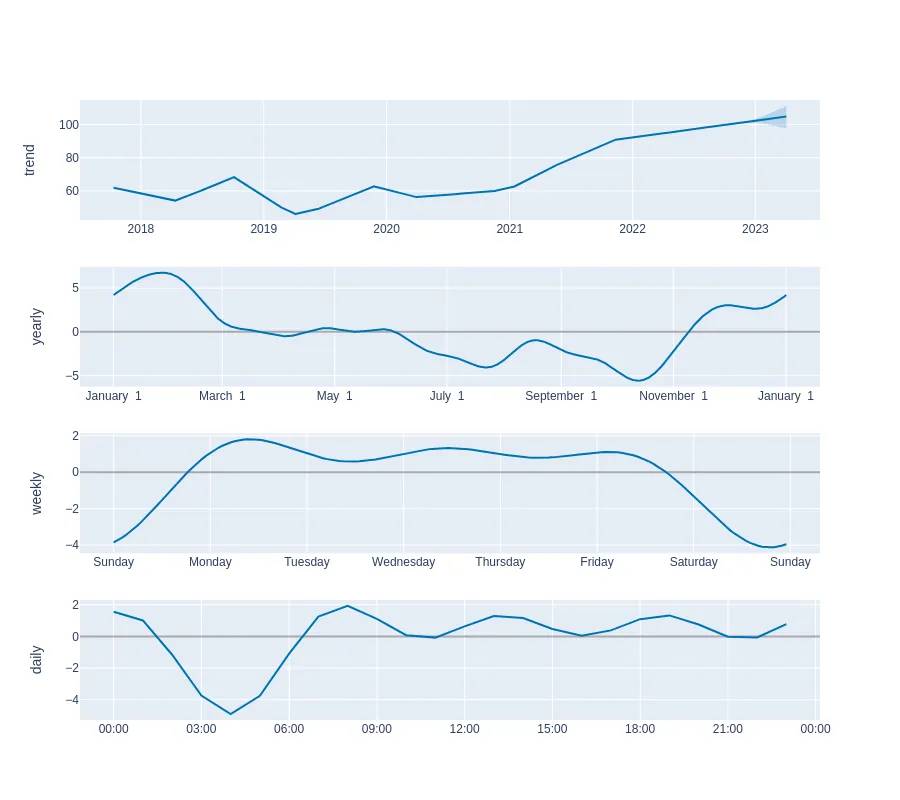 trend
100
80
60
2018 2019 2020 2021 2022 2023
yearly
5
0
−5
January 1 March 1 May 1 July 1 September 1 November 1 January 1
weekly
2
0
−2
−4
Sunday Monday Tuesday Wednesday Thursday Friday Saturday Sunday
daily
2
0
−2
−4
00:00 03:00 06:00 09:00 12:00 15:00 18:00 21:00 00:00